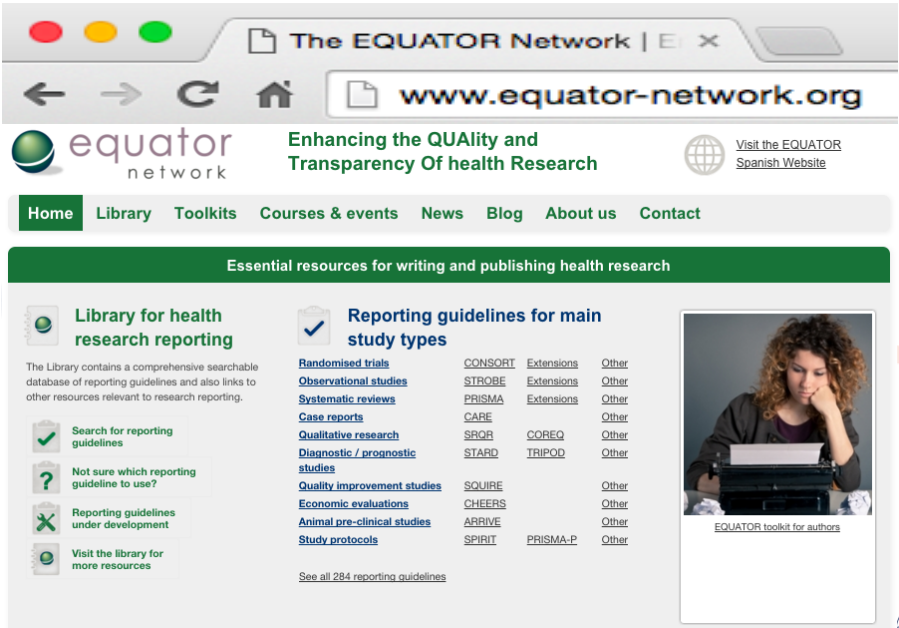 The EQUATOR Network | E
www.equator-network.org
equator
network
Enhancing the QUAlity and
Transparency Of health Research
Visit the EQUATOR
Spanish Website
Home Library Toolkits Courses & events News Blog About us Contact
Essential resources for writing and publishing health research
Library for health
research reporting
The Library contains a comprehensive searchable
database of reporting guidelines and also links to
other resources relevant to research reporting.
Search for reporting
guidelines
Not sure which reporting
guideline to use?
Reporting guidelines
under development
Visit the library for
more resources
Reporting guidelines for main
study types
Randomised trials CONSORT Extensions Other
Observational studies STROBE Extensions Other
Systematic reviews PRISMA Extensions Other
Case reports CARE Other
Qualitative research SRQR COREQ Other
Diagnostic / prognostic STARD TRIPOD Other
studies
Quality improvement studies SQUIRE Other
Economic evaluations CHEERS Other
Animal pre-clinical studies ARRIVE Other
Study protocols SPIRIT PRISMA-P Other
See all 284 reporting guidelines
EQUATOR toolkit for authors